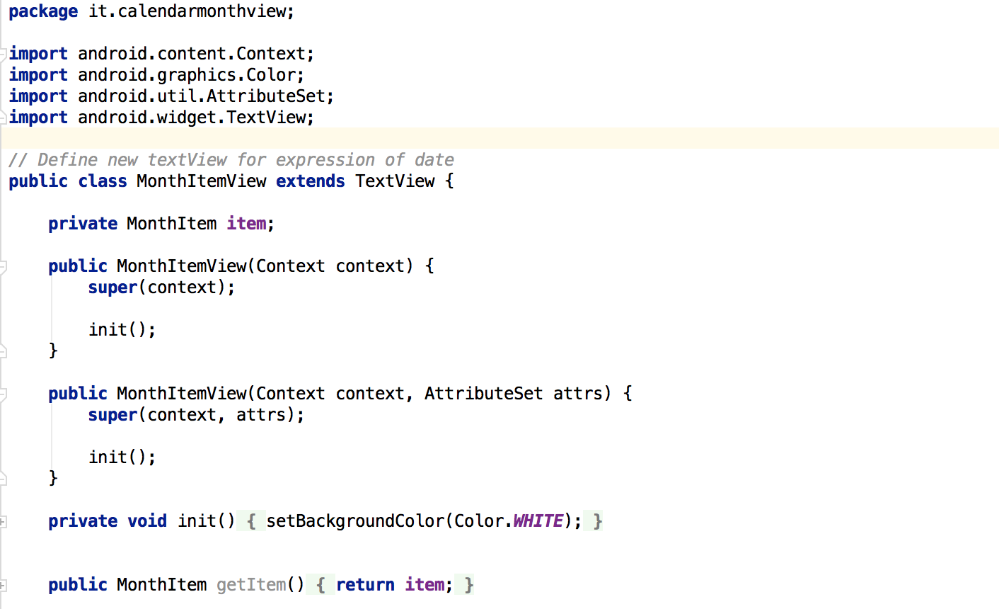 package it.calendarmonthview;
import android.content.Context;
import android.graphics.Color;
import android.util.AttributeSet;
import android.widget.TextView;
// Define new textView for expression of date
public class MonthItemView extends TextView {
private MonthItem item;
public MonthItemView(Context context) {
super(context);
init();
}
public MonthItemView(Context context, AttributeSet attrs) {
super(context, attrs);
init();
}
private void init() { setBackgroundColor(Color.WHITE); }
public MonthItem getItem() { return item; }